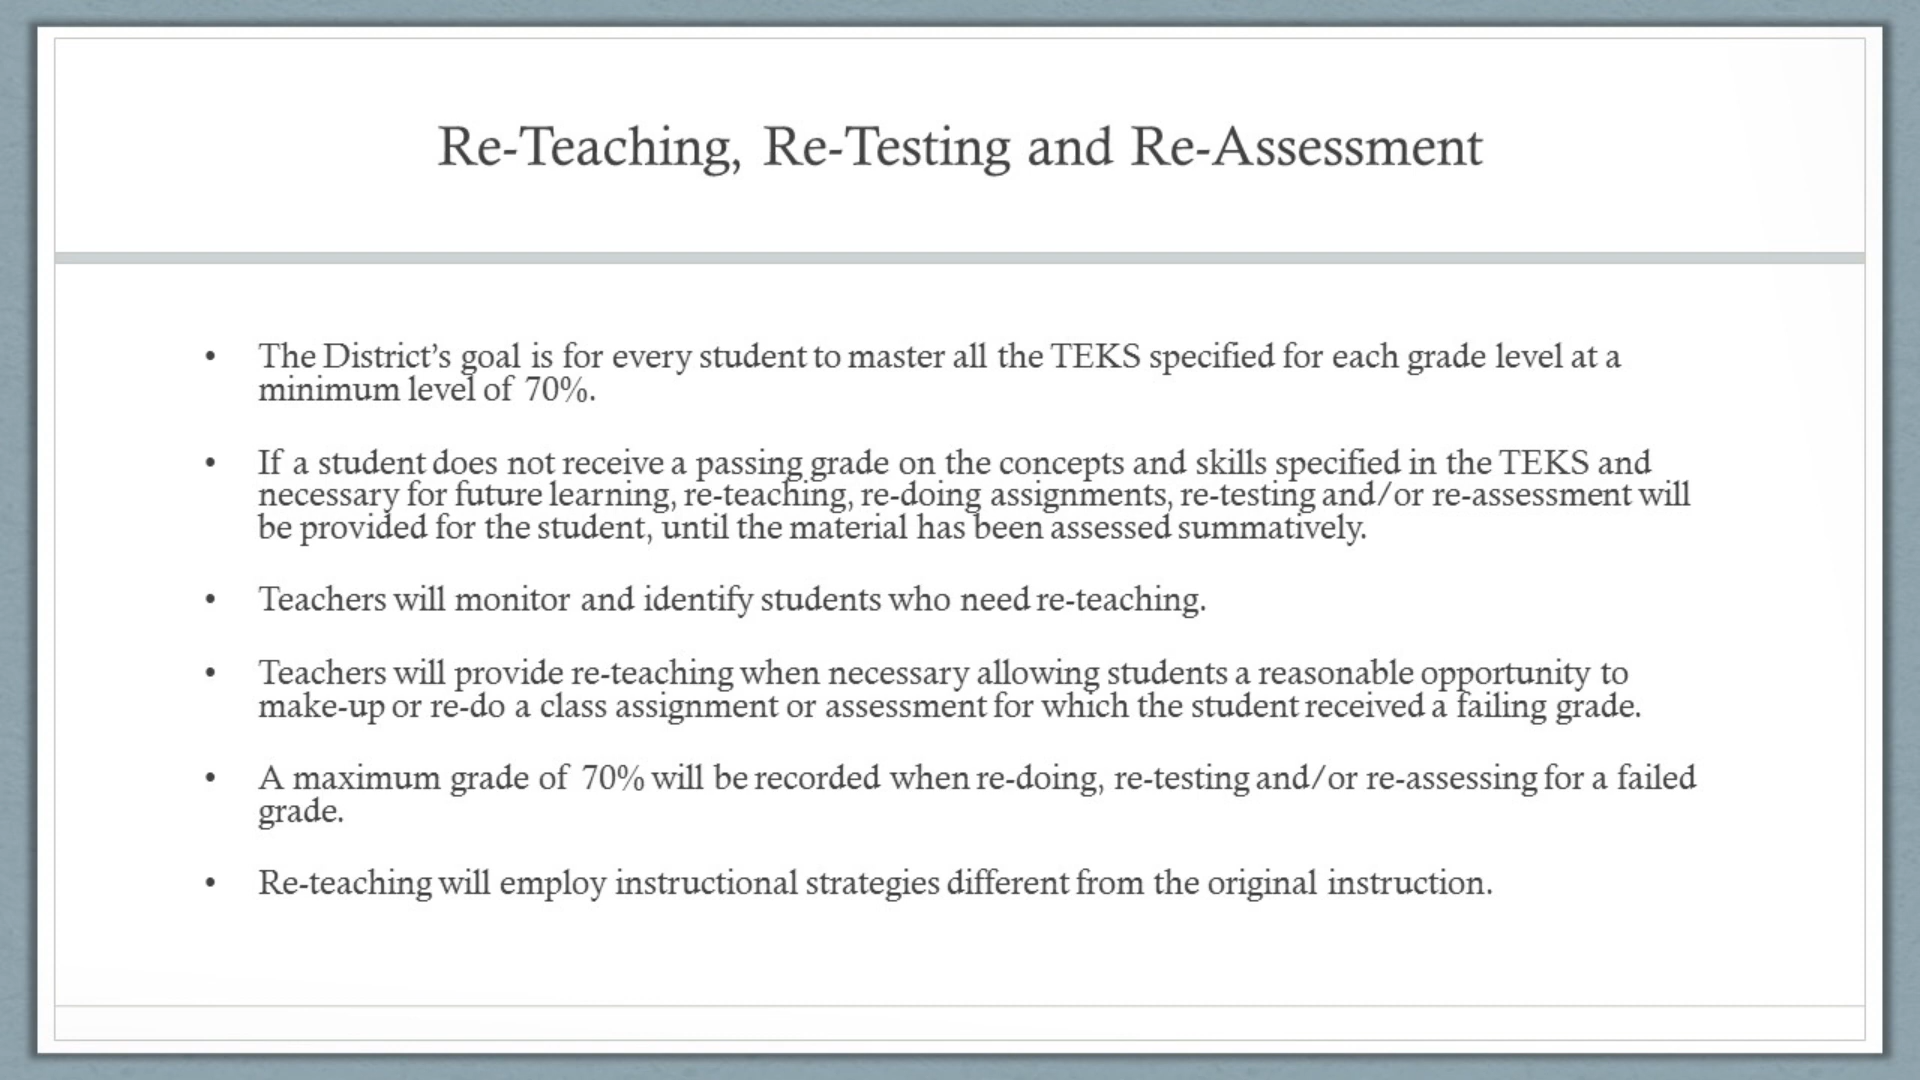 Re-Teaching, Re-Testing and Re-Assessment
• The District’s goal is for every student to master all the TEKS specified for each grade level at a
minimum level of 70%.
• If a student does not receive a passing grade on the concepts and skills specified in the TEKS and
necessary for future learning, re-teaching, re-doing assignments, re-testing and/or re-assessment will
be provided for the student, until the material has been assessed summatively.
• Teachers will monitor and identify students who need re-teaching.
• Teachers will provide re-teaching when necessary allowing students a reasonable opportunity to
make-up or re-do a class assignment or assessment for which the student received a failing grade.
• A maximum grade of 70% will be recorded when re-doing, re-testing and/or re-assessing for a failed
grade.
• Re-teaching will employ instructional strategies different from the original instruction.